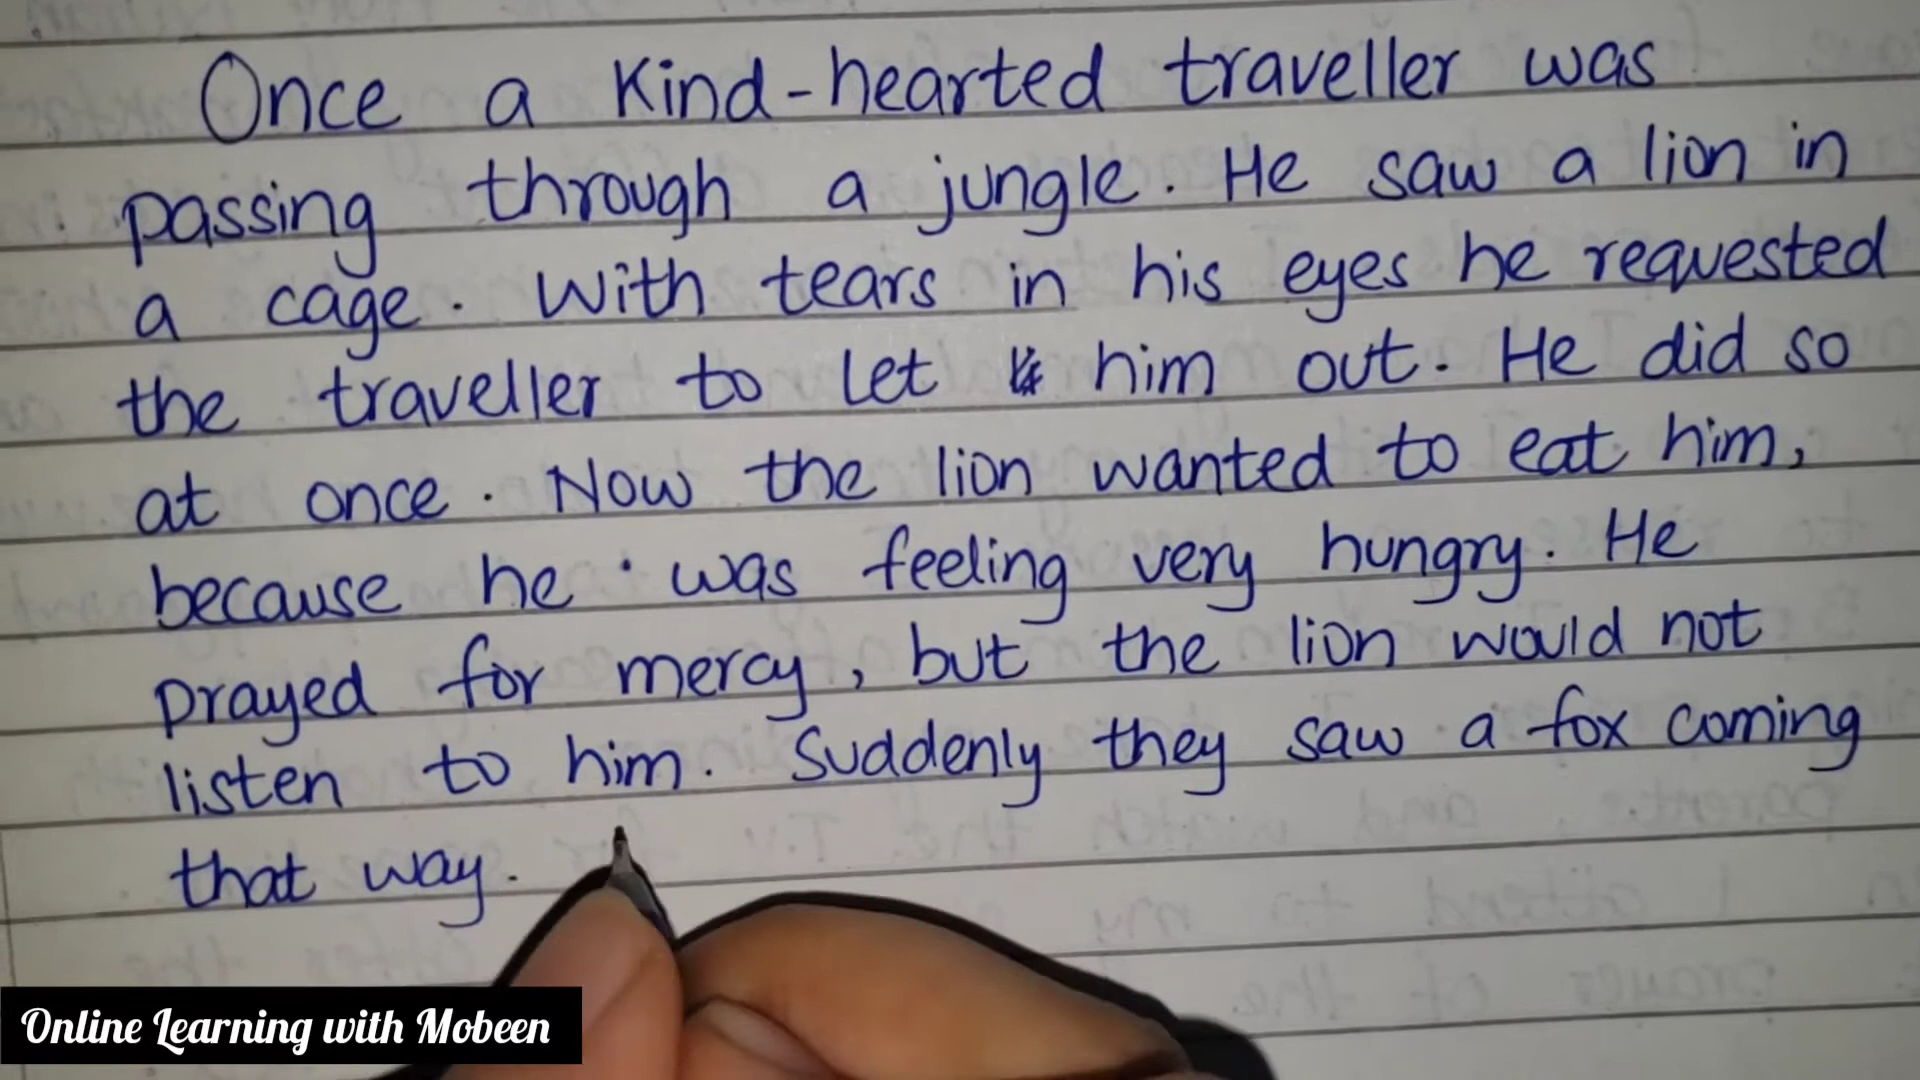 Once a kind-hearted traveller was
passing through a jungle. He saw a lion in
a cage. With tears in his eyes he requested
the traveller to let him out. He did so
at once. Now the lion wanted to eat him,
because he was feeling very hungry. He
prayed for mercy, but the lion would not
listen to him. Suddenly they saw a fox coming
that way.
Online Learning with Mobeen